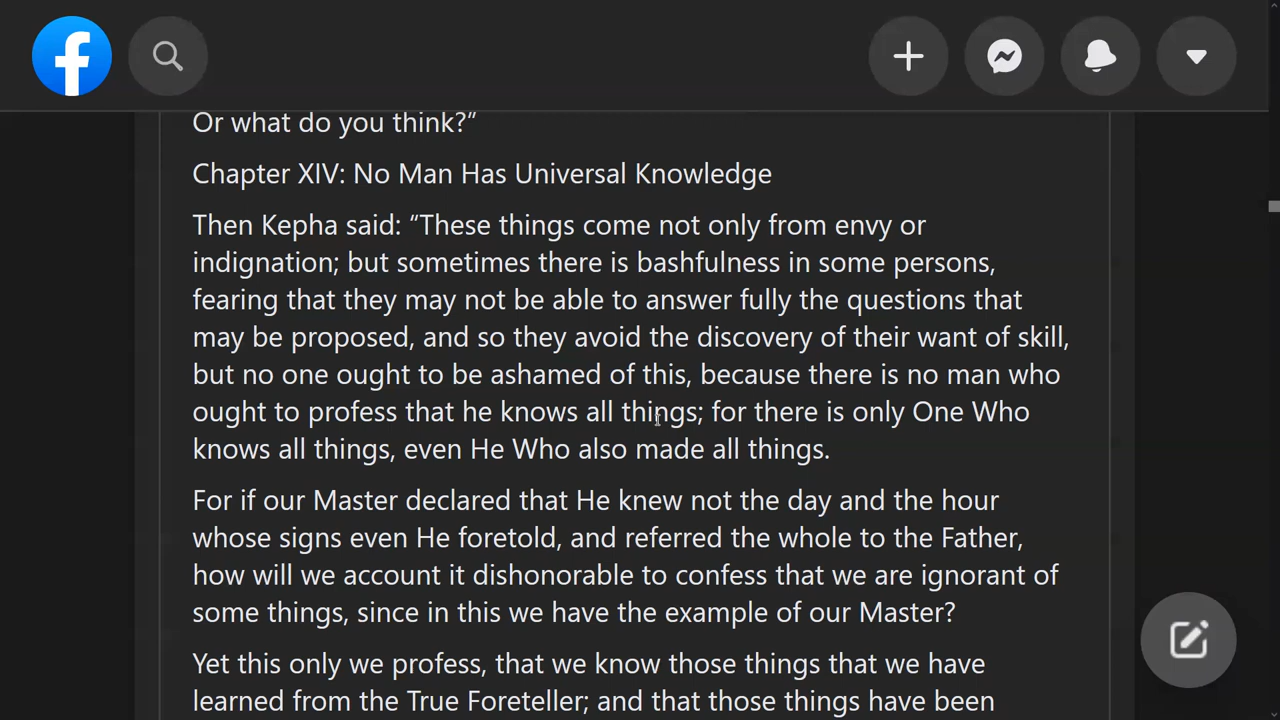 Or what do you think?”
Chapter XIV: No Man Has Universal Knowledge
Then Kepha said: “These things come not only from envy or
indignation; but sometimes there is bashfulness in some persons,
fearing that they may not be able to answer fully the questions that
may be proposed, and so they avoid the discovery of their want of skill,
but no one ought to be ashamed of this, because there is no man who
ought to profess that he knows all things; for there is only One Who
knows all things, even He Who also made all things.
For if our Master declared that He knew not the day and the hour
whose signs even He foretold, and referred the whole to the Father,
how will we account it dishonorable to confess that we are ignorant of
some things, since in this we have the example of our Master?
Yet this only we profess, that we know those things that we have
learned from the True Foreteller; and that those things have been